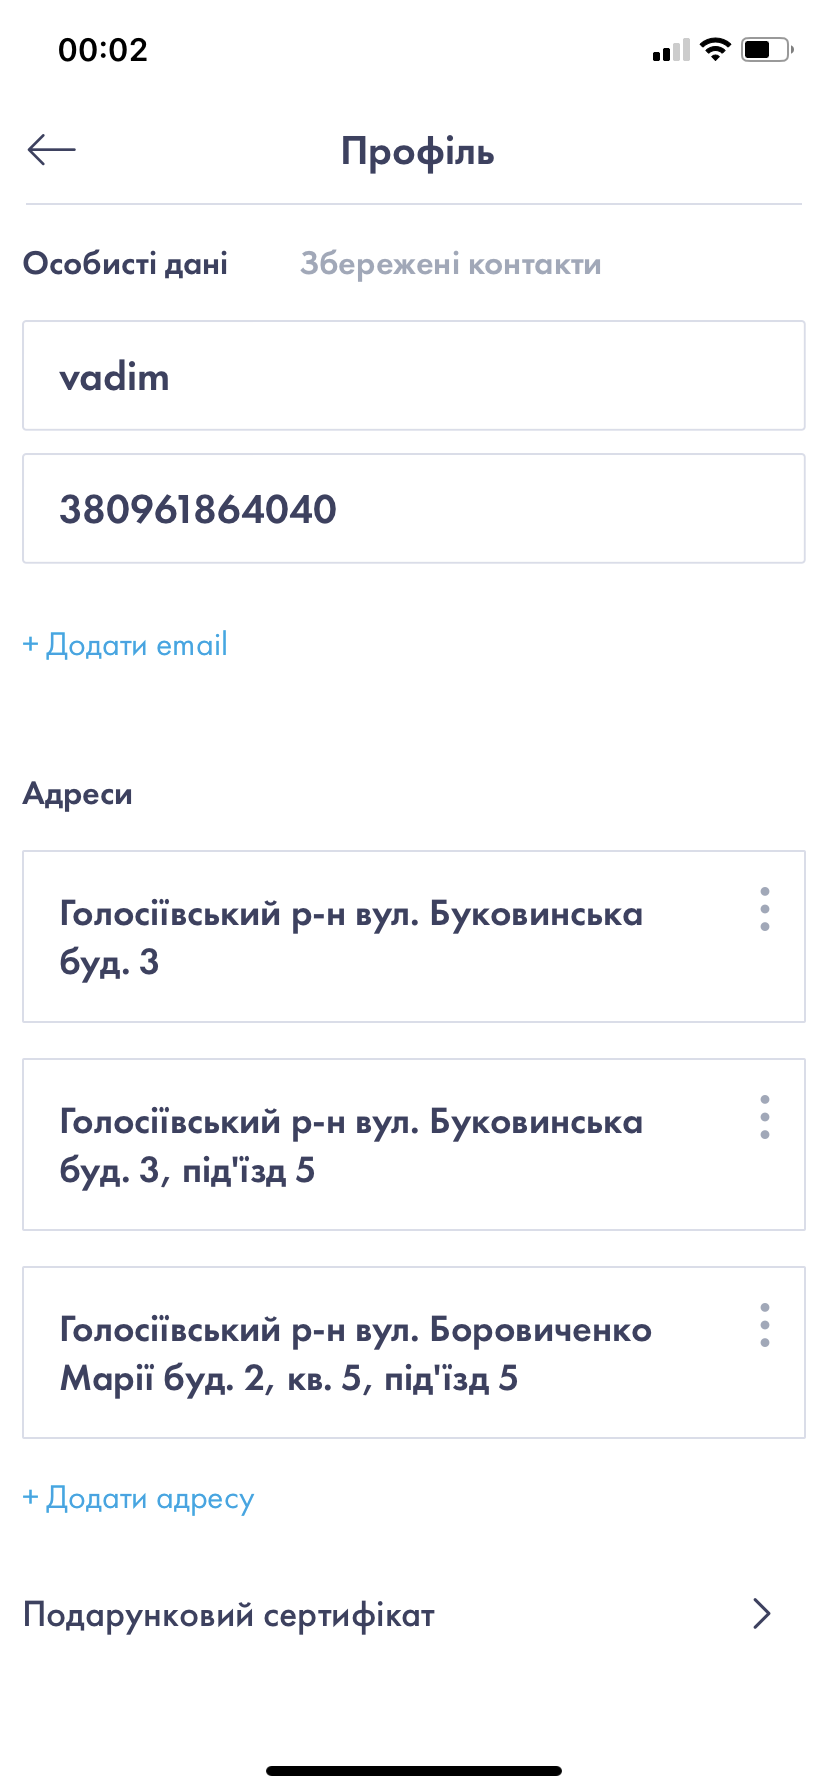 00:02
Профіль
Особисті дані
Збережені контакти
vadim
380961864040
+ Додати email
Адреси
Голосіївський р-н вул. Буковинська
буд. 3
Голосіївський р-н вул. Буковинська
буд. 3, під'їзд 5
Голосіївський р-н вул. Боровиченко
Марії буд. 2, кв. 5, під'їзд 5
+ Додати адресу
Подарунковий сертифікат